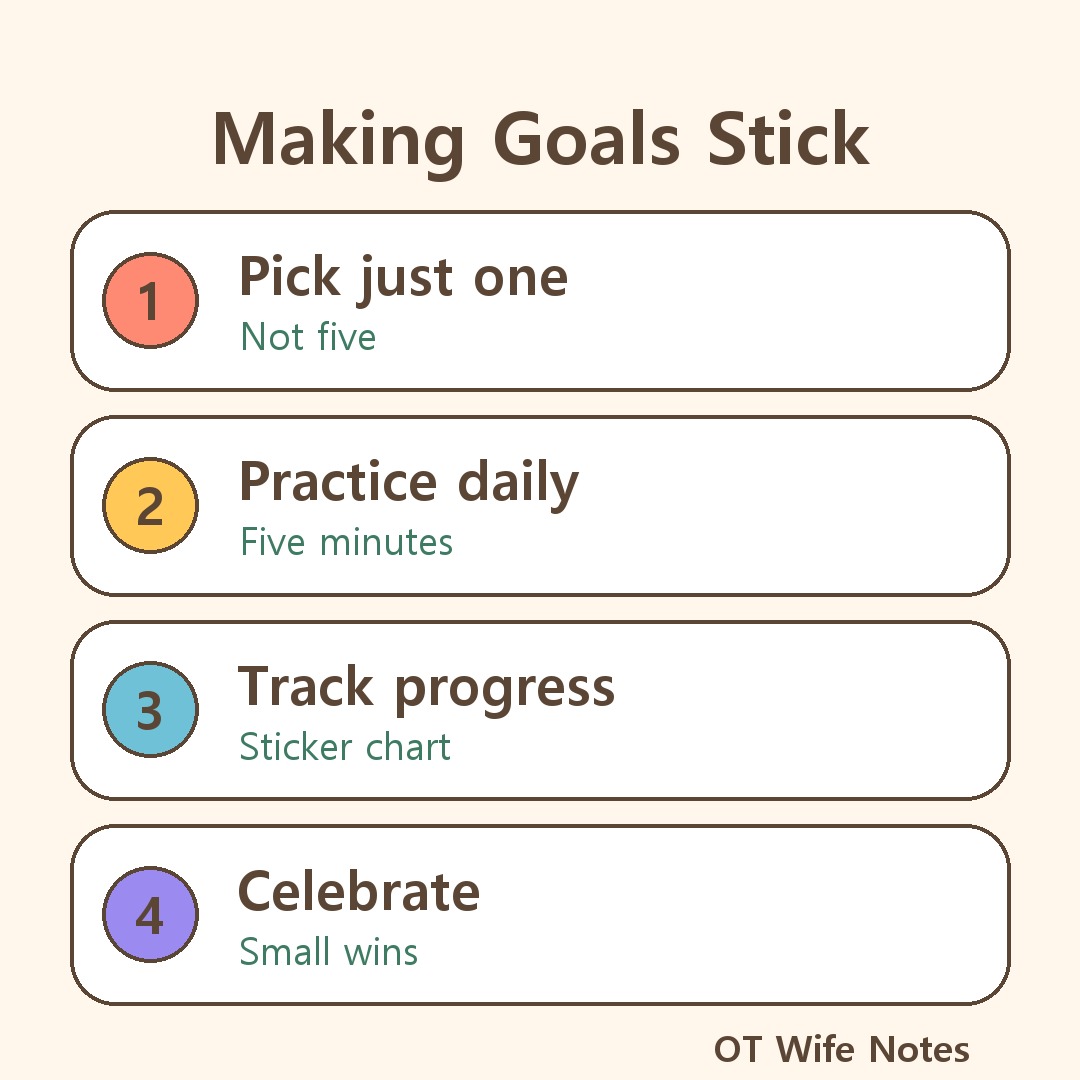 Making Goals Stick
1
Pick just one
Not five
2
Practice daily
Five minutes
3
Track progress
Sticker chart
4
Celebrate
Small wins
OT Wife Notes